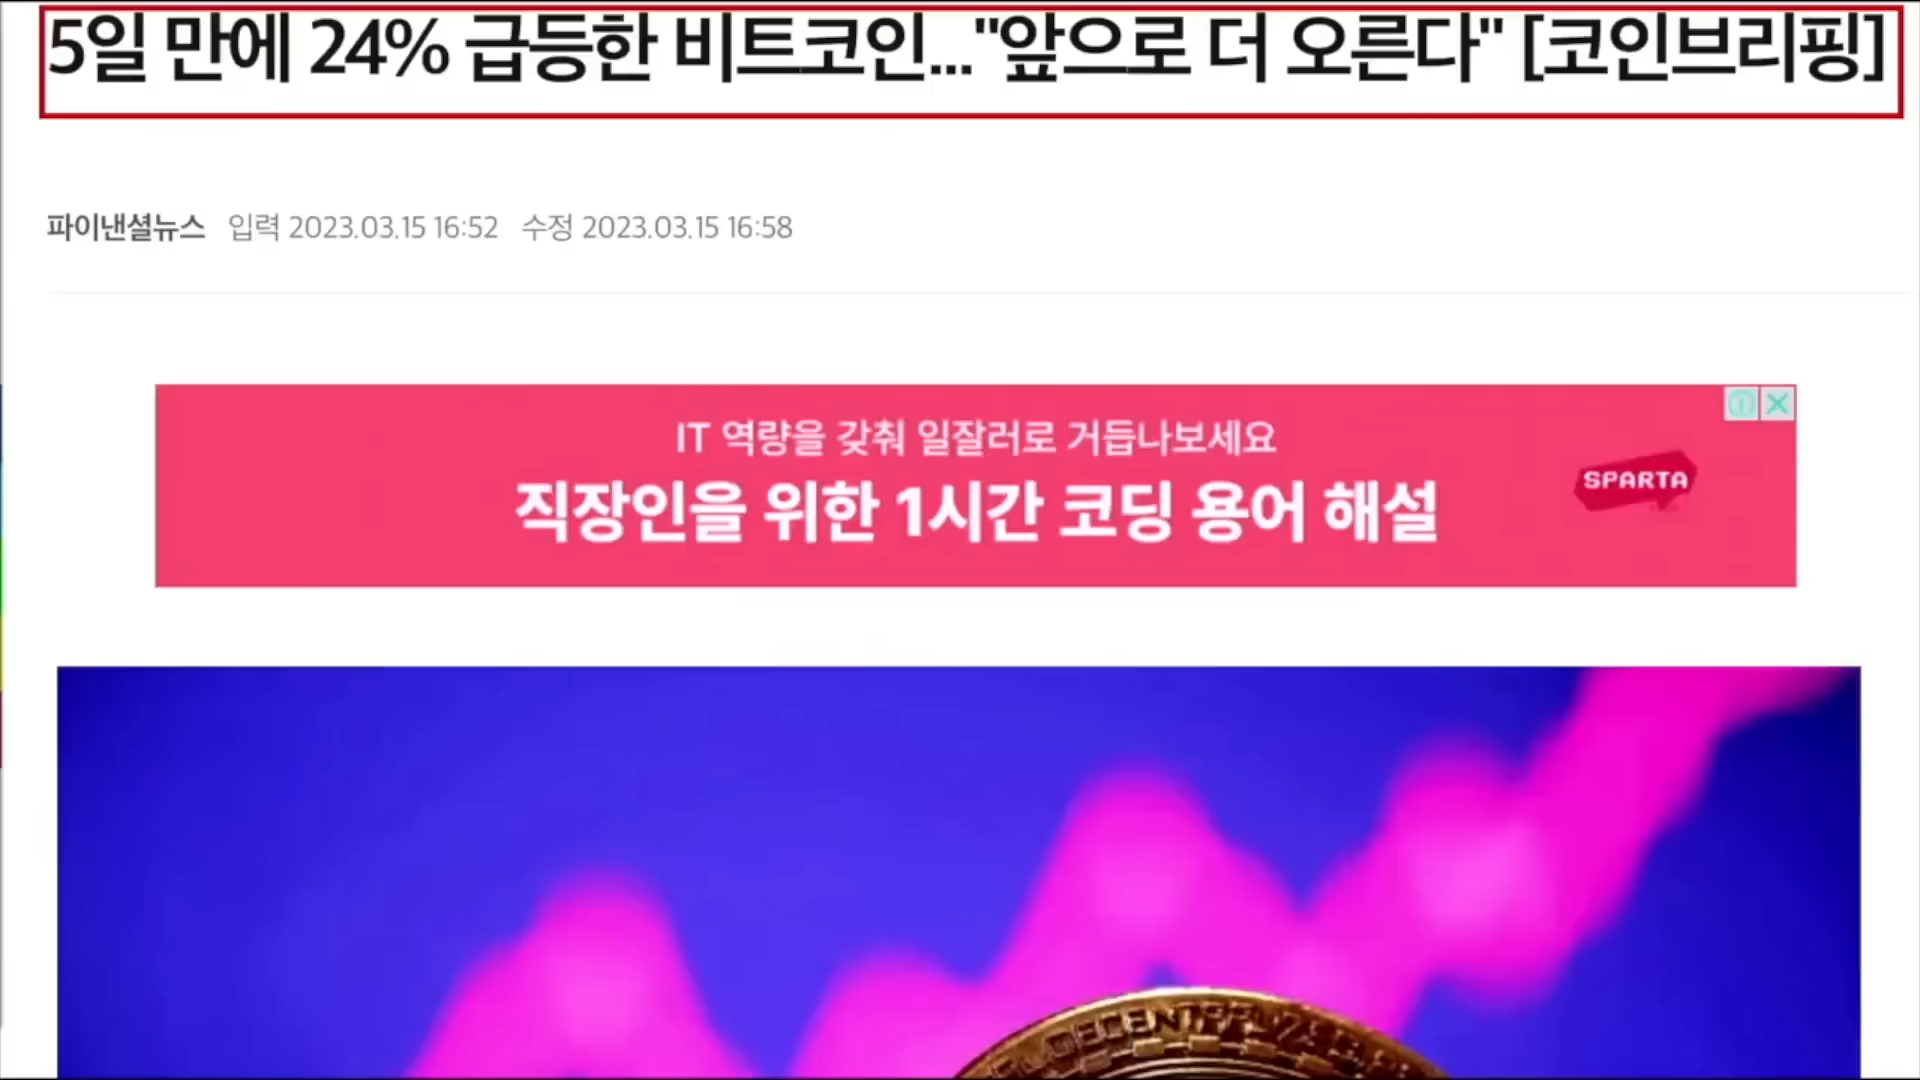 5일 만에 24% 급등한 비트코인..."앞으로 더 오른다" [코인브리핑]
파이낸셜뉴스 입력 2023.03.15 16:52 수정 2023.03.15 16:58
IT 역량을 갖춰 일잘러로 거듭나보세요
직장인을 위한 1시간 코딩 용어 해설
SPARTA
DECENTRALIZED